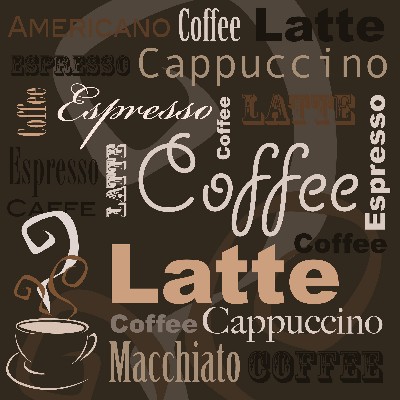 AMERICANO Coffee Latte
ESPRESSO Cappuccino
Coffee Espresso Coffee LATTE Espresso
Espresso LATTE Coffee
CAFFE
Coffee
Latte
Coffee Cappuccino
Macchiato COFFEE